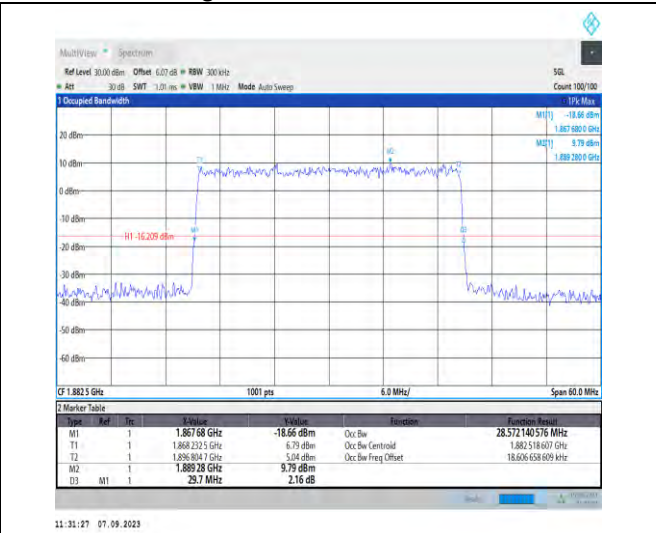 MultiView Spectrum
Ref Level 30.00 dBm Offset 6.07 dB RBW 300 kHz SGL
Att 30 dB SWT 1.01 ms VBW 1 MHz Mode Auto Sweep Count 100/100
1 Occupied Bandwidth 1Pk Max
M1[1] -18.66 dBm
1.867 680 0 GHz
M2[1] 9.79 dBm
1.889 280 0 GHz
20 dBm
M2
10 dBm
T1 T2
0 dBm
-10 dBm
M1 D3
H1 -16.209 dBm
-20 dBm
-30 dBm
-40 dBm
-50 dBm
-60 dBm
CF 1.882 5 GHz 1001 pts 6.0 MHz/ Span 60.0 MHz
2 Marker Table
Type Ref Trc X-Value Y-Value Function Function Result
M1 1 1.867 68 GHz -18.66 dBm Occ Bw 28.572 140 576 MHz
T1 1 1.868 232 5 GHz 6.79 dBm Occ Bw Centroid 1.882 518 607 GHz
T2 1 1.896 804 7 GHz 5.04 dBm Occ Bw Freq Offset 18.606 658 609 kHz
M2 1 1.889 28 GHz 9.79 dBm
D3 M1 1 29.7 MHz 2.16 dB
11:31:27 07.09.2023